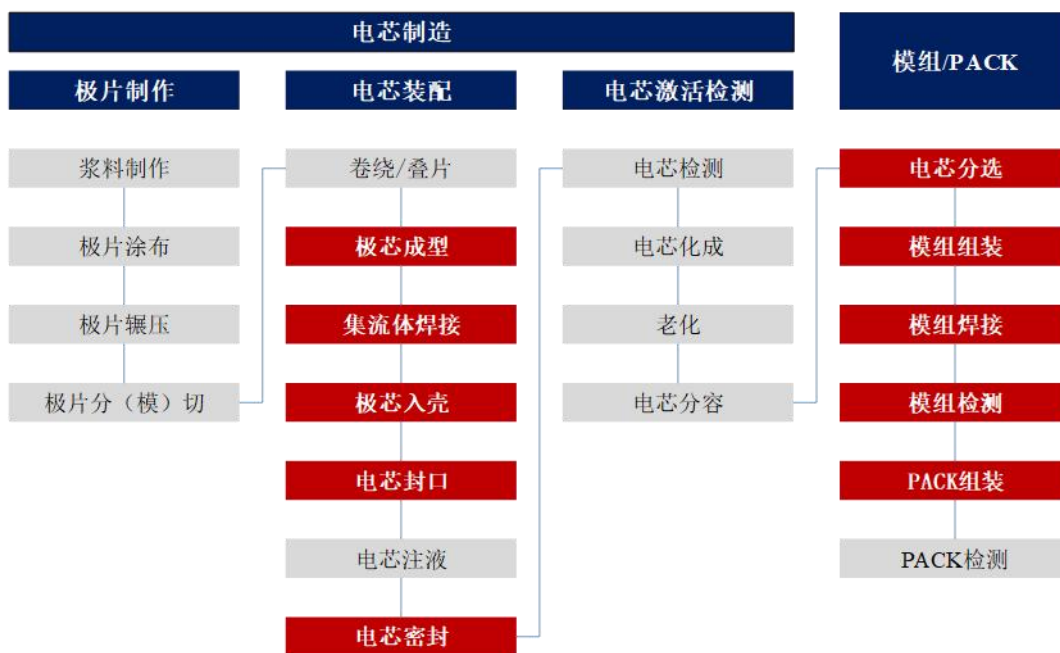 电芯制造
模组/PACK
极片制作
电芯装配
电芯激活检测
浆料制作
极片涂布
极片辗压
极片分（模）切
卷绕/叠片
极芯成型
集流体焊接
极芯入壳
电芯封口
电芯注液
电芯密封
电芯检测
电芯化成
老化
电芯分容
电芯分选
模组组装
模组焊接
模组检测
PACK组装
PACK检测